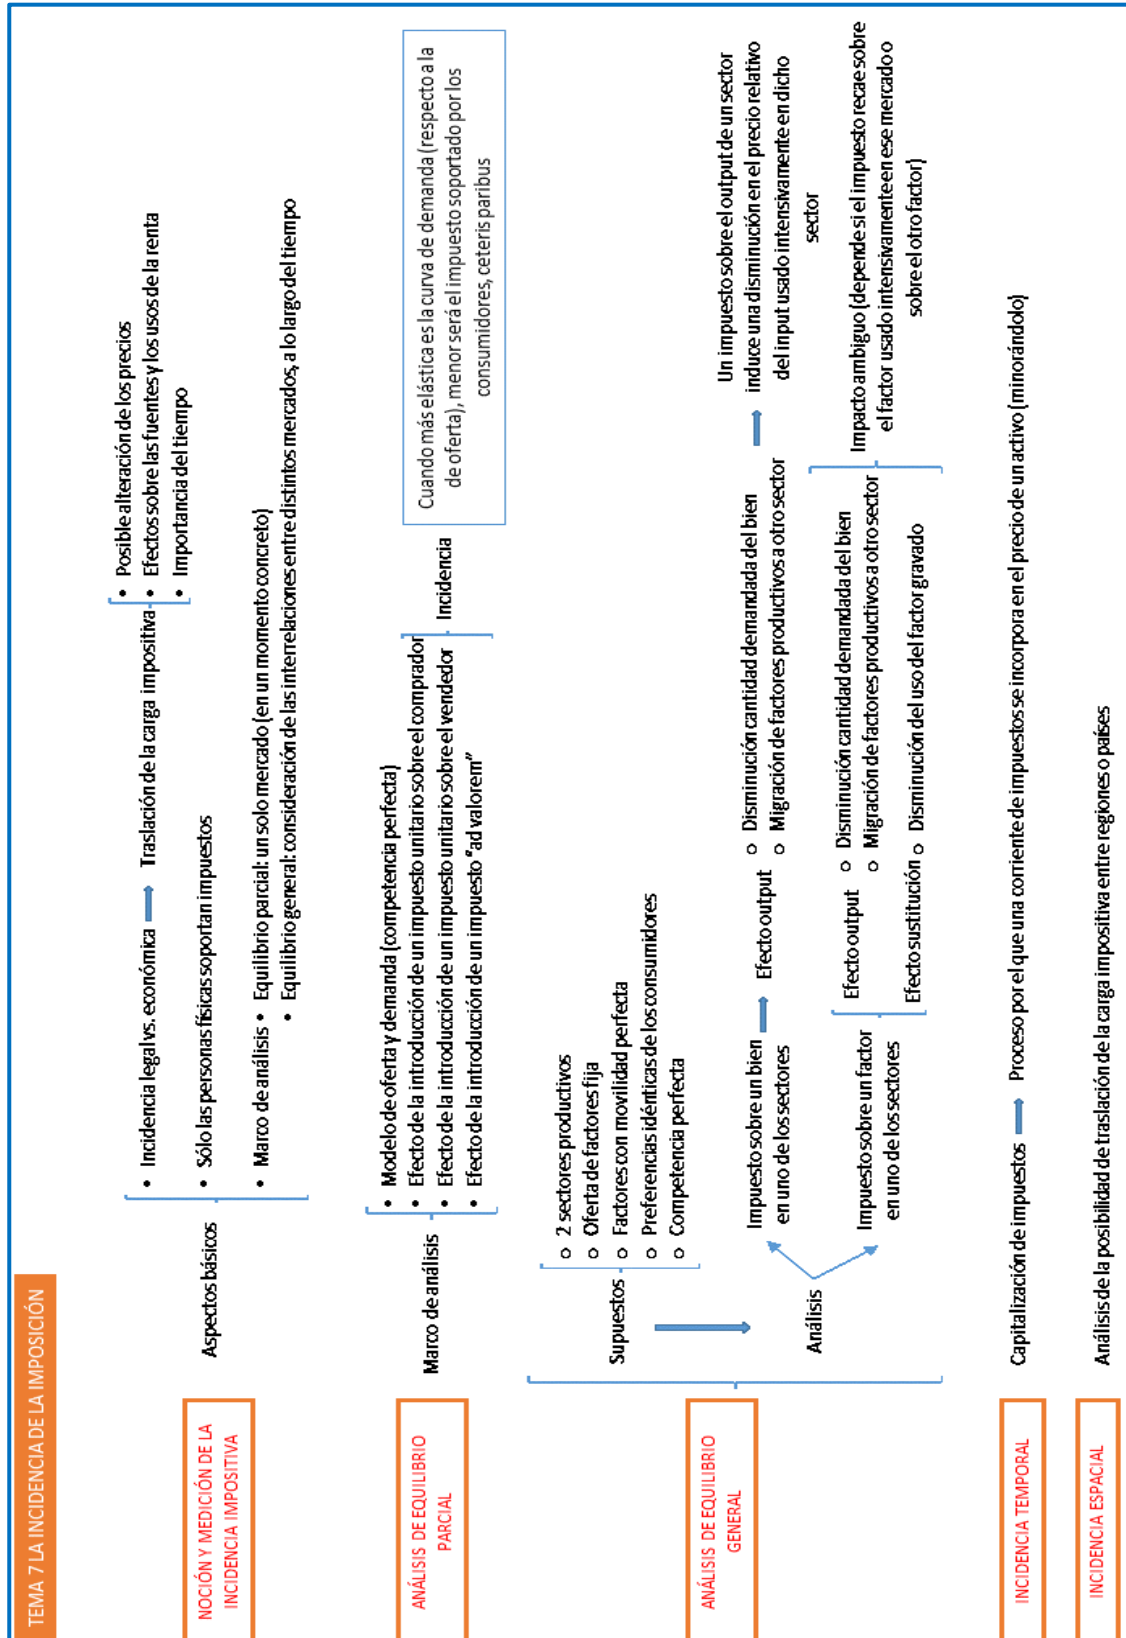 TEMA 7 LA INCIDENCIA DE LA IMPOSICIÓN
NOCIÓN Y MEDICIÓN DE LA
INCIDENCIA IMPOSITIVA
Aspectos básicos
• Incidencia legal vs. económica
Traslación de la carga impositiva
• Posible alteración de los precios
• Efectos sobre las fuentes y los usos de la renta
• Importancia del tiempo
• Sólo las personas físicas soportan impuestos
• Marco de análisis
• Equilibrio parcial: un solo mercado (en un momento concreto)
• Equilibrio general: consideración de las interrelaciones entre distintos mercados, a lo largo del tiempo
ANÁLISIS DE EQUILIBRIO
PARCIAL
Marco de análisis
• Modelo de oferta y demanda (competencia perfecta)
• Efecto de la introducción de un impuesto unitario sobre el comprador
• Efecto de la introducción de un impuesto unitario sobre el vendedor
• Efecto de la introducción de un impuesto "ad valorem"
Incidencia
Cuando más elástica es la curva de demanda (respecto a la
de oferta), menor será el impuesto soportado por los
consumidores, ceteris paribus
ANÁLISIS DE EQUILIBRIO
GENERAL
Supuestos
o 2 sectores productivos
o Oferta de factores fija
o Factores con movilidad perfecta
o Preferencias idénticas de los consumidores
o Competencia perfecta
Análisis
Impuesto sobre un bien
en uno de los sectores
Efecto output
o Disminución cantidad demandada del bien
o Migración de factores productivos a otro sector
Un impuesto sobre el output de un sector
induce una disminución en el precio relativo
del input usado intensivamente en dicho
sector
Impuesto sobre un factor
en uno de los sectores
Efecto output
o Disminución cantidad demandada del bien
o Migración de factores productivos a otro sector
Efecto sustitución
o Disminución del uso del factor gravado
Impacto ambiguo (depende si el impuesto recae sobre
el factor usado intensivamente en ese mercado o
sobre el otro factor)
INCIDENCIA TEMPORAL
Capitalización de impuestos
Proceso por el que una corriente de impuestos se incorpora en el precio de un activo (minorándolo)
INCIDENCIA ESPACIAL
Análisis de la posibilidad de traslación de la carga impositiva entre regiones o países